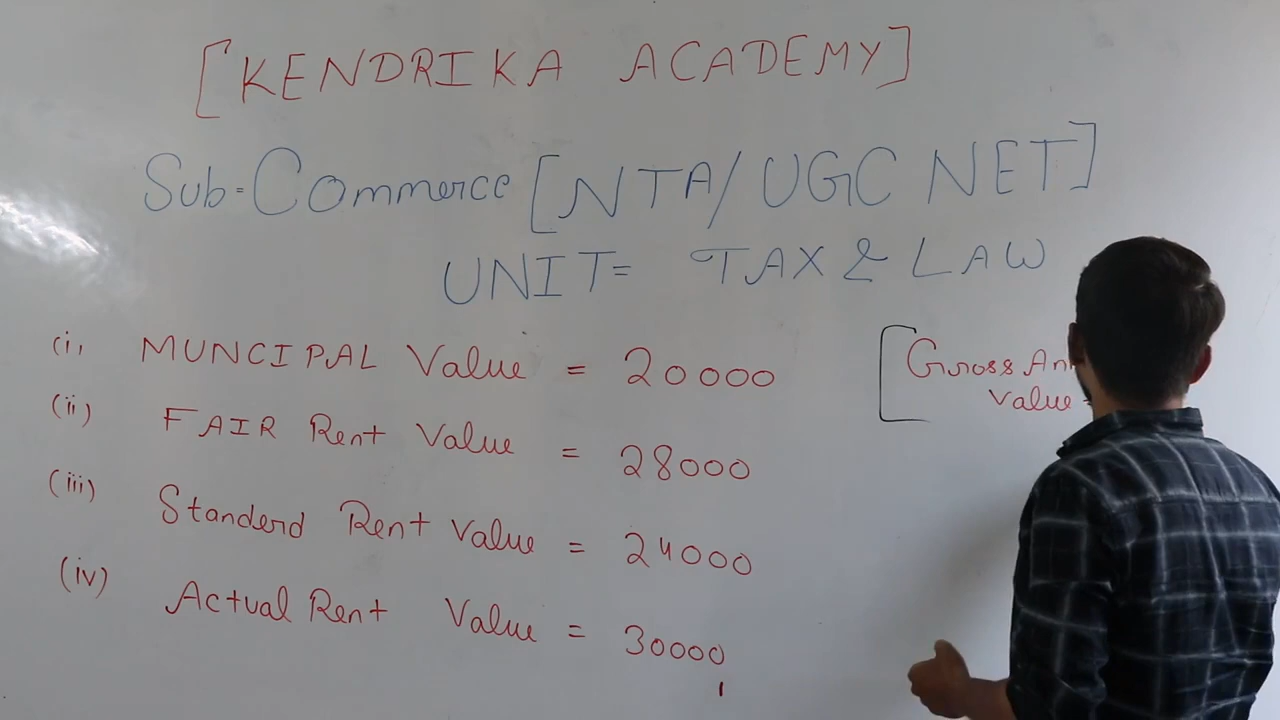 [KENDRIKA ACADEMY]
Sub=Commerce [NTA/UGC NET]
UNIT= TAX & LAW
(i) MUNCIPAL Value = 20000
(ii) FAIR Rent Value = 28000
(iii) Standerd Rent Value = 24000
(iv) Actual Rent Value = 30000
[Gross
Value